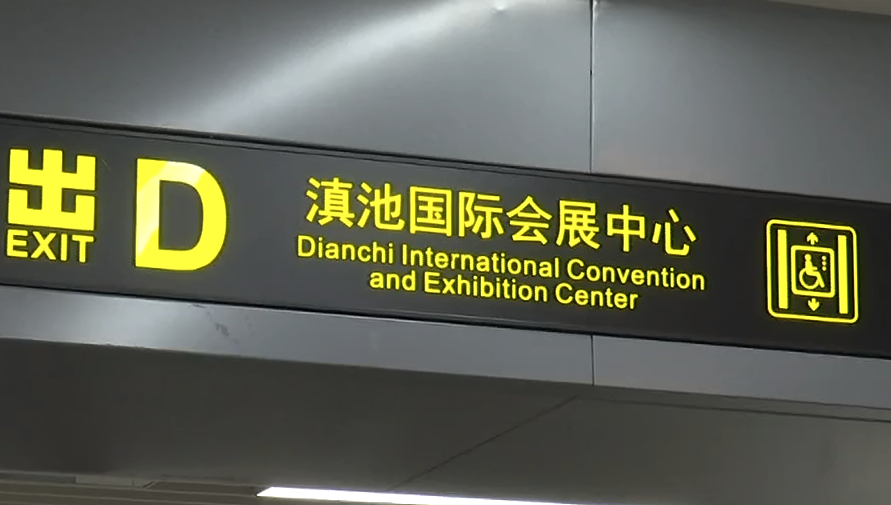 出
EXIT
D
滇池国际会展中心
Dianchi International Convention
and Exhibition Center